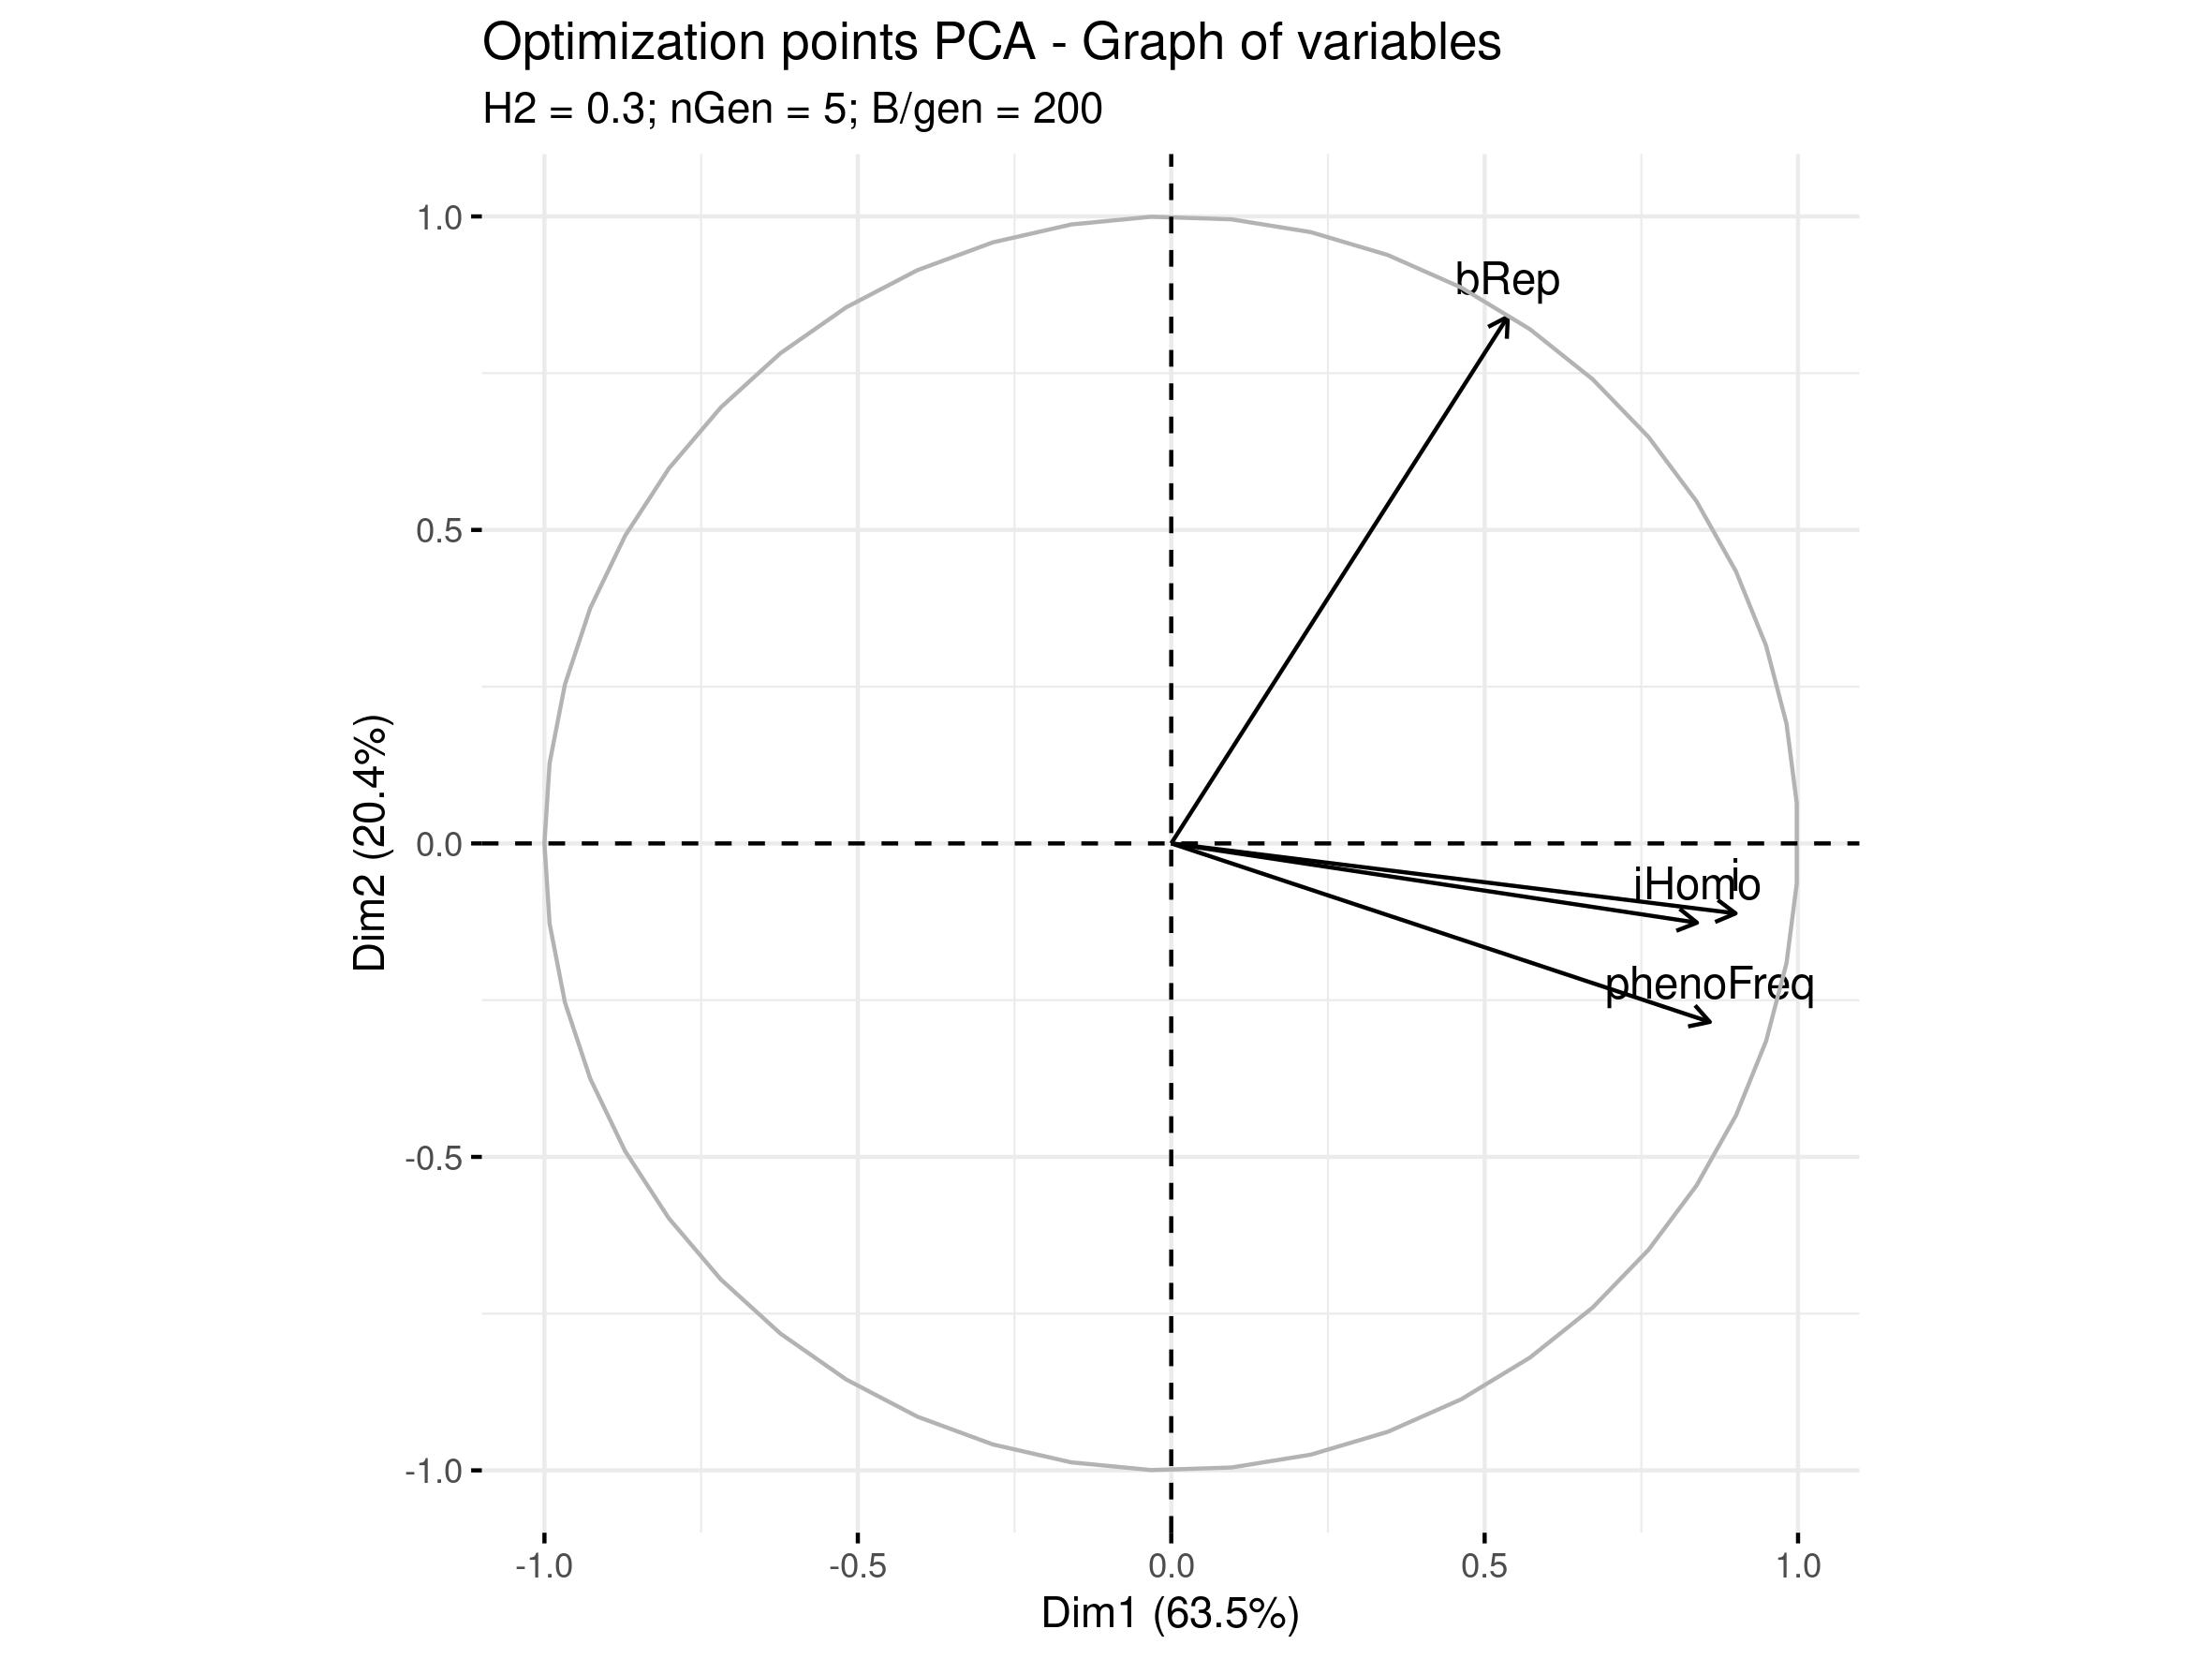 Optimization points PCA - Graph of variables
H2 = 0.3; nGen = 5; B/gen = 200
1.0
0.5
0.0
-0.5
-1.0
Dim2 (20.4%)
bRep
i
iHomo
phenoFreq
-1.0
-0.5
0.0
0.5
1.0
Dim1 (63.5%)